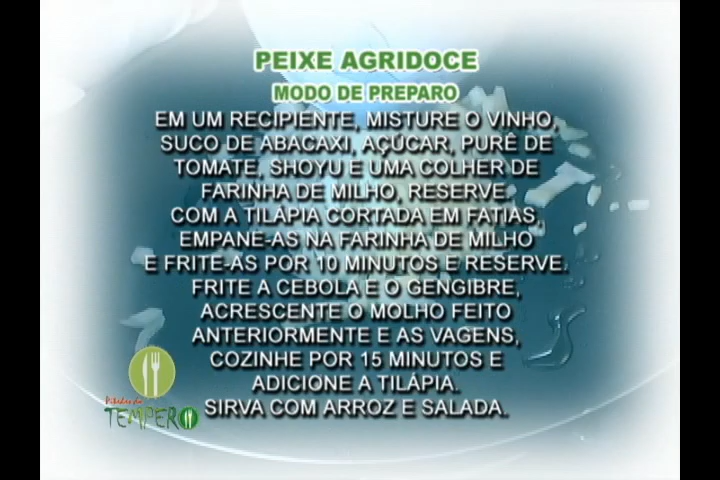 PEIXE AGRIDOCE
MODO DE PREPARO
EM UM RECIPIENTE, MISTURE O VINHO,
SUCO DE ABACAXI, AÇÚCAR, PURÊ DE
TOMATE, SHOYU E UMA COLHER DE
FARINHA DE MILHO, RESERVE.
COM A TILÁPIA CORTADA EM FATIAS,
EMPANE-AS NA FARINHA DE MILHO
E FRITE-AS POR 10 MINUTOS E RESERVE.
FRITE A CEBOLA E O GENGIBRE,
ACRESCENTE O MOLHO FEITO
ANTERIORMENTE E AS VAGENS,
COZINHE POR 15 MINUTOS E
ADICIONE A TILÁPIA.
SIRVA COM ARROZ E SALADA.
TEMPERO